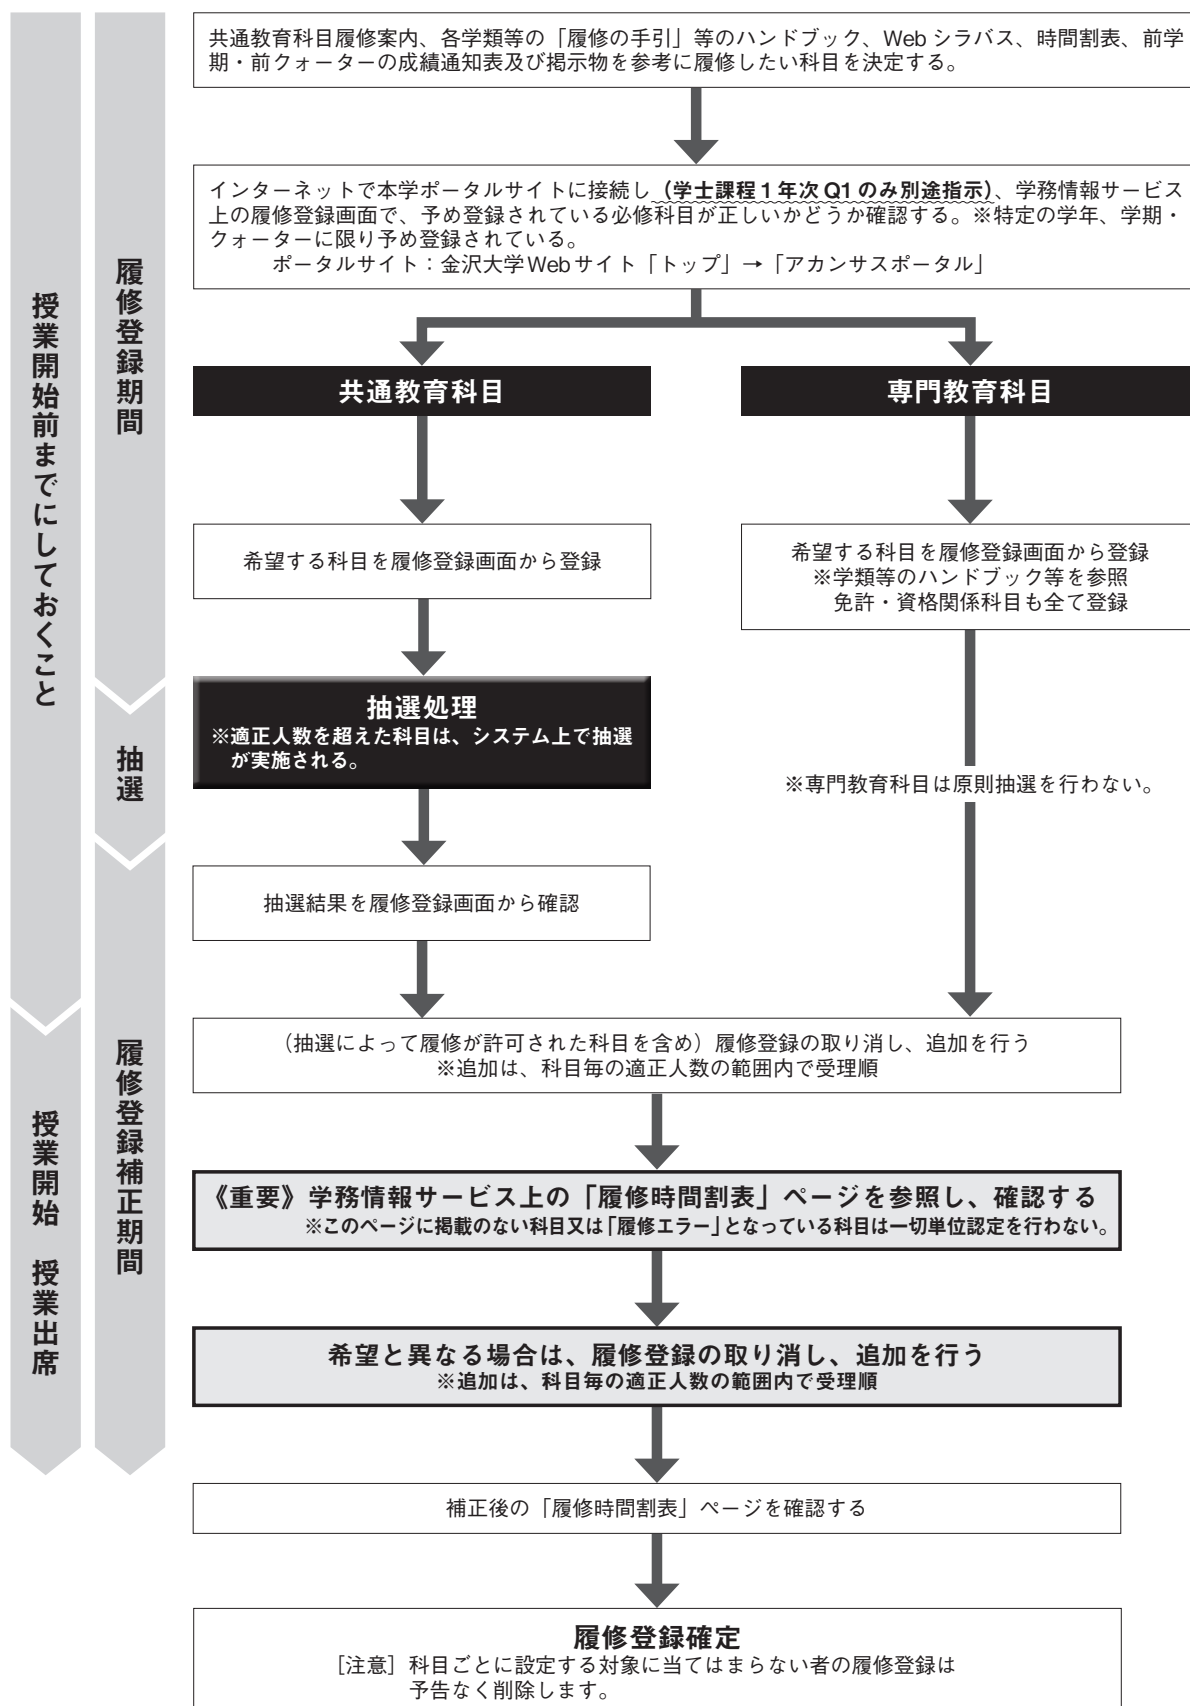 共通教育科目履修案内、各学類等の「履修の手引」等のハンドブック、Web シラバス、時間割表、前学
期・前クォーターの成績通知表及び掲示物を参考に履修したい科目を決定する。
インターネットで本学ポータルサイトに接続し（学士課程１年次 Q1 のみ別途指示）、学務情報サービス
上の履修登録画面で、予め登録されている必修科目が正しいかどうか確認する。※特定の学年、学期・
クォーターに限り予め登録されている。
ポータルサイト：金沢大学Webサイト「トップ」→「アカンサスポータル」
授業開始前までにしておくこと
履修登録期間
共通教育科目
専門教育科目
希望する科目を履修登録画面から登録
希望する科目を履修登録画面から登録
※学類等のハンドブック等を参照
免許・資格関係科目も全て登録
抽選
抽選処理
※適正人数を超えた科目は、システム上で抽選
が実施される。
※専門教育科目は原則抽選を行わない。
抽選結果を履修登録画面から確認
授業開始　授業出席
履修登録補正期間
（抽選によって履修が許可された科目を含め）履修登録の取り消し、追加を行う
※追加は、科目毎の適正人数の範囲内で受理順
《重要》学務情報サービス上の「履修時間割表」ページを参照し、確認する
※このページに掲載のない科目又は「履修エラー」となっている科目は一切単位認定を行わない。
希望と異なる場合は、履修登録の取り消し、追加を行う
※追加は、科目毎の適正人数の範囲内で受理順
補正後の「履修時間割表」ページを確認する
履修登録確定
［注意］科目ごとに設定する対象に当てはまらない者の履修登録は
予告なく削除します。